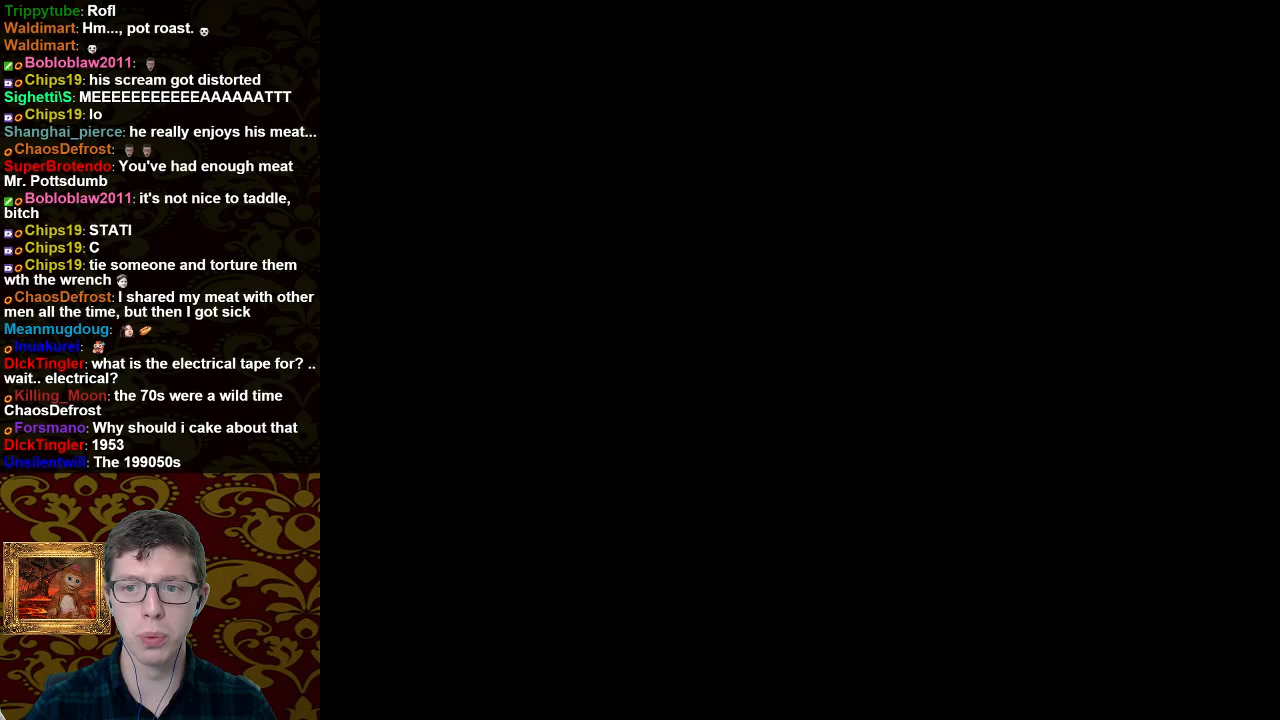 Trippytube: Rofl
Waldimart: Hm..., pot roast.
Waldimart:
Bobloblaw2011:
Chips19: his scream got distorted
Sighetti\S: MEEEEEEEEEEEAAAAAATTT
Chips19: lo
Shanghai_pierce: he really enjoys his meat...
ChaosDefrost:
SuperBrotendo: You've had enough meat
Mr. Pottsdumb
Bobloblaw2011: it's not nice to taddle,
bitch
Chips19: STATI
Chips19: C
Chips19: tie someone and torture them
wth the wrench
ChaosDefrost: I shared my meat with other
men all the time, but then I got sick
Meanmugdoug:
Inuakurei:
DIckTingler: what is the electrical tape for? ..
wait.. electrical?
Killing_Moon: the 70s were a wild time
ChaosDefrost
Forsmano: Why should i cake about that
DIckTingler: 1953
Unsilentwill: The 199050s